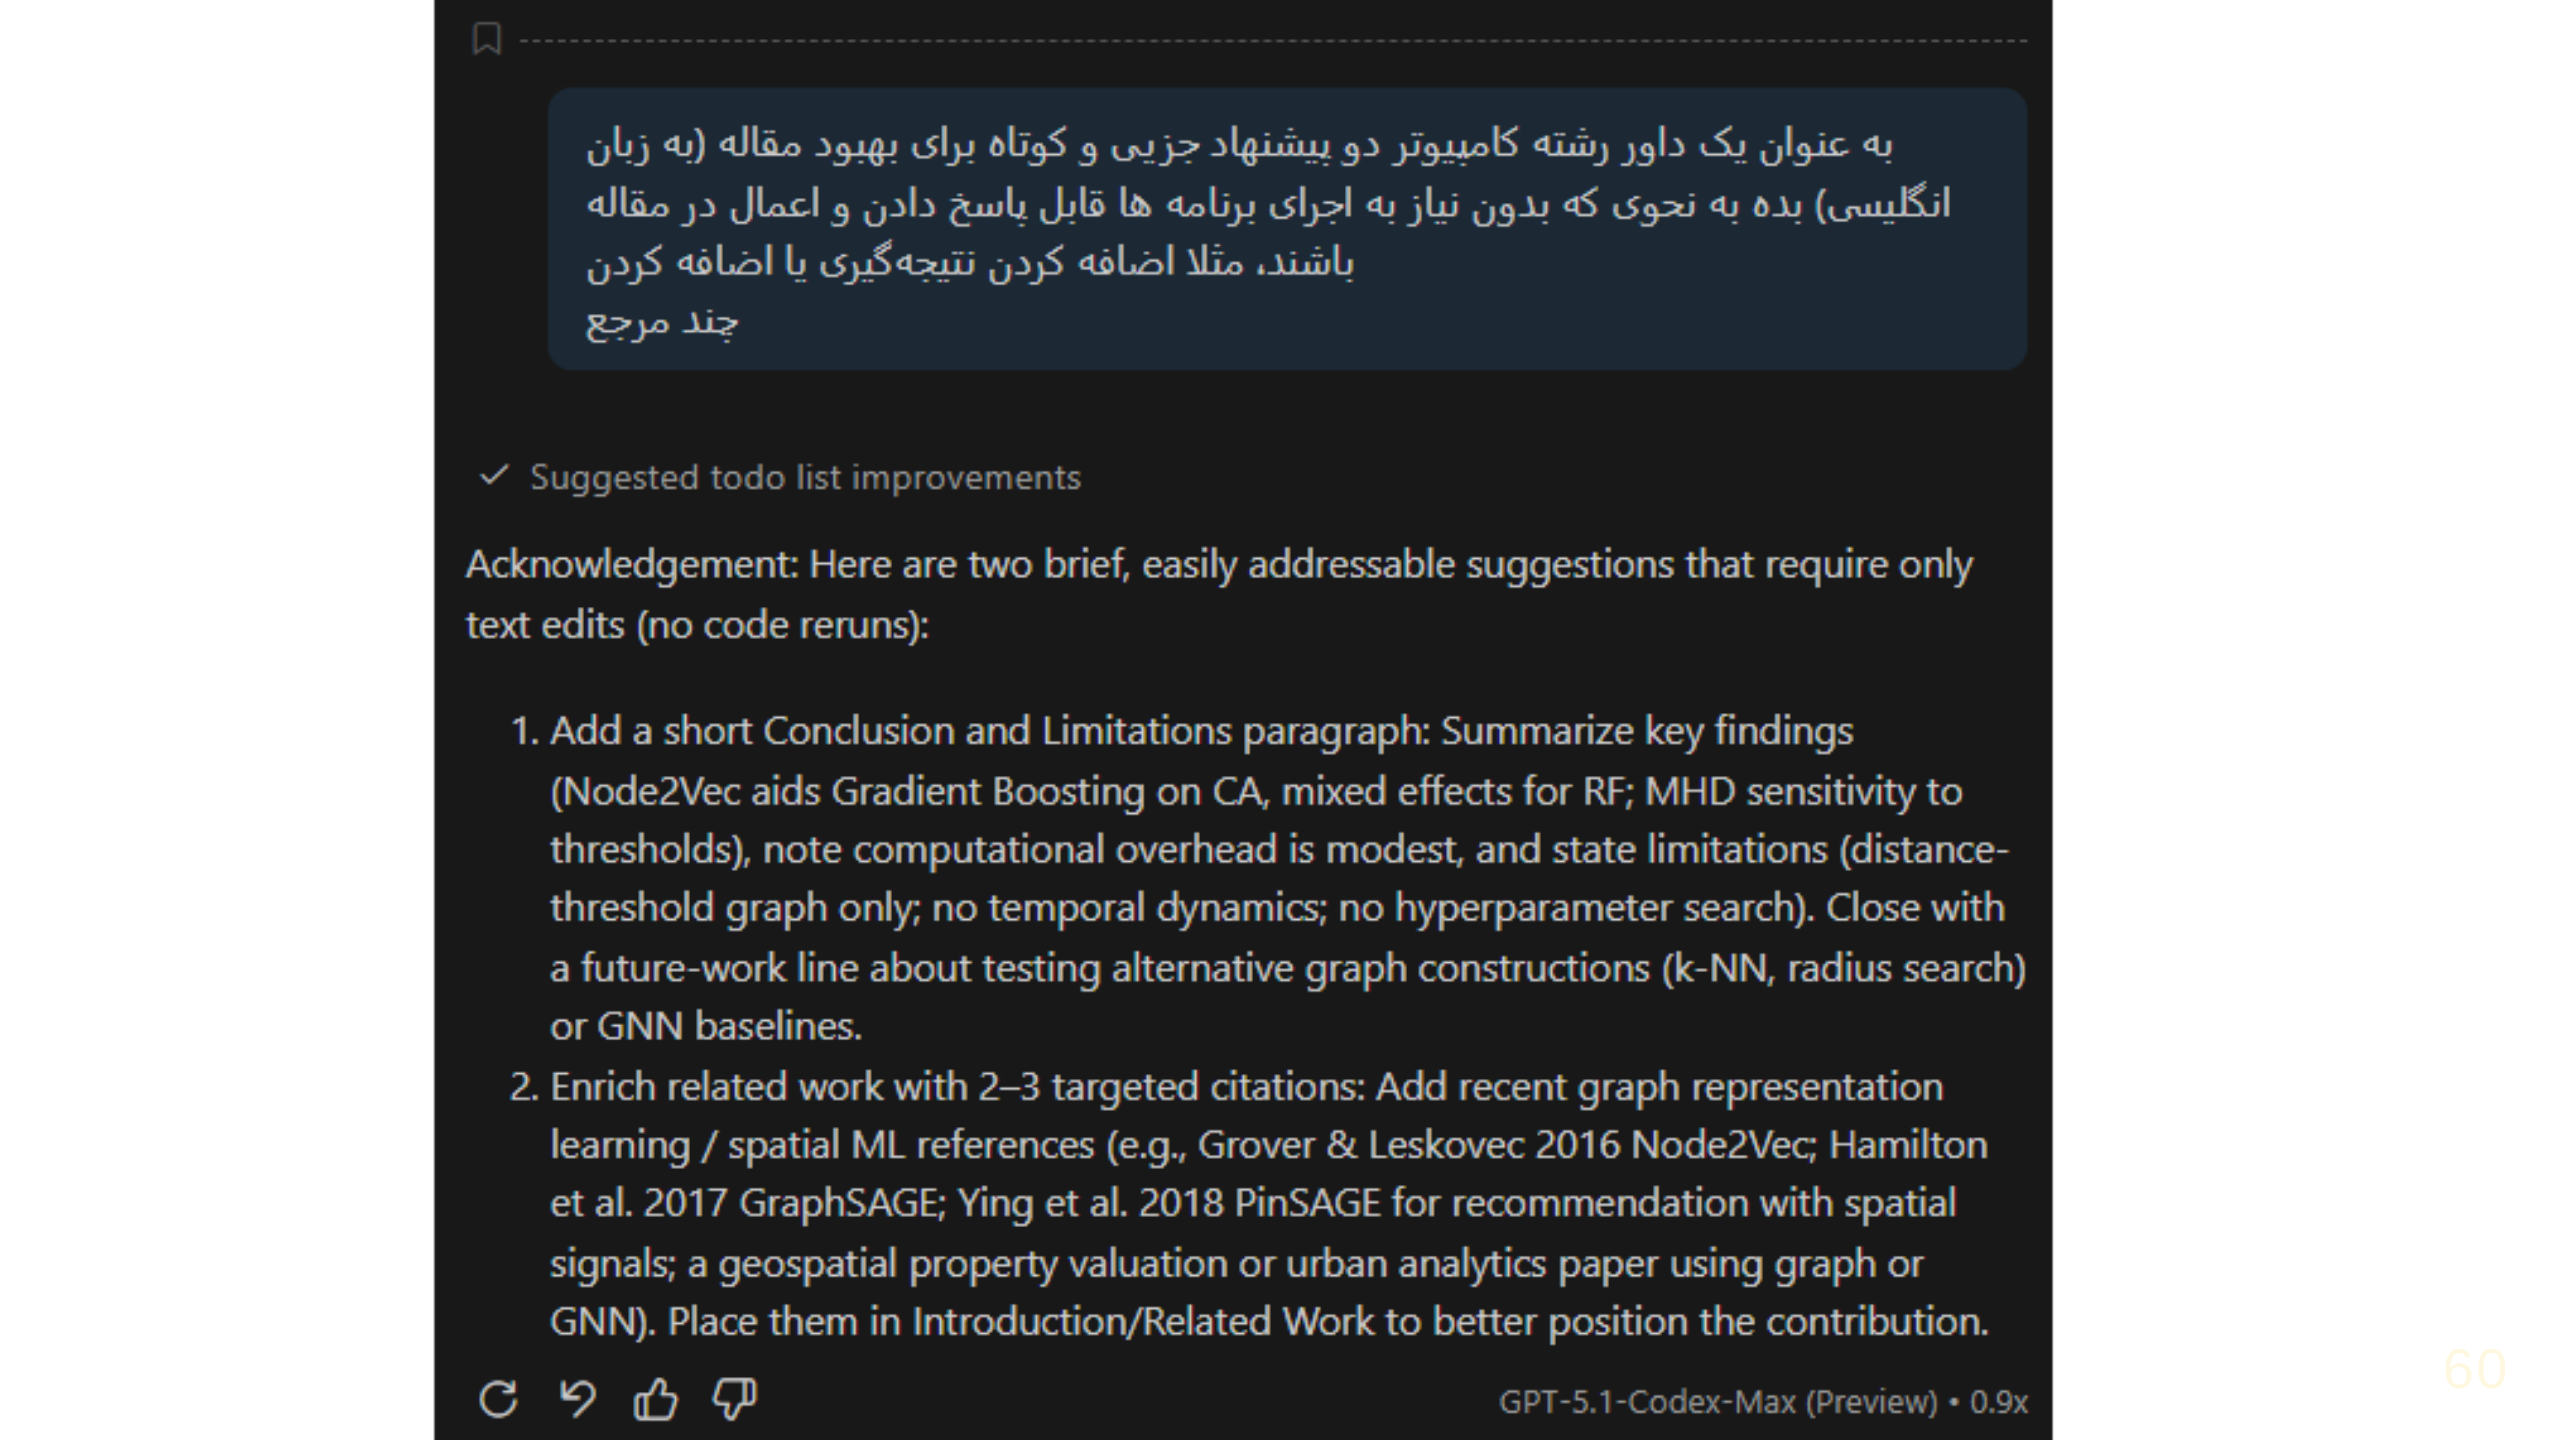 به عنوان یک داور رشته کامپیوتر دو پیشنهاد جزیی و کوتاه برای بهبود مقاله (به زبان
انگلیسی) بده به نحوی که بدون نیاز به اجرای برنامه ها قابل پاسخ دادن و اعمال در مقاله
باشند، مثلا اضافه کردن نتیجه‌گیری یا اضافه کردن
چند مرجع
Suggested todo list improvements
Acknowledgement: Here are two brief, easily addressable suggestions that require only
text edits (no code reruns):
1. Add a short Conclusion and Limitations paragraph: Summarize key findings
(Node2Vec aids Gradient Boosting on CA, mixed effects for RF; MHD sensitivity to
thresholds), note computational overhead is modest, and state limitations (distance-
threshold graph only; no temporal dynamics; no hyperparameter search). Close with
a future-work line about testing alternative graph constructions (k-NN, radius search)
or GNN baselines.
2. Enrich related work with 2–3 targeted citations: Add recent graph representation
learning / spatial ML references (e.g., Grover & Leskovec 2016 Node2Vec; Hamilton
et al. 2017 GraphSAGE; Ying et al. 2018 PinSAGE for recommendation with spatial
signals; a geospatial property valuation or urban analytics paper using graph or
GNN). Place them in Introduction/Related Work to better position the contribution.
GPT-5.1-Codex-Max (Preview) • 0.9x
60